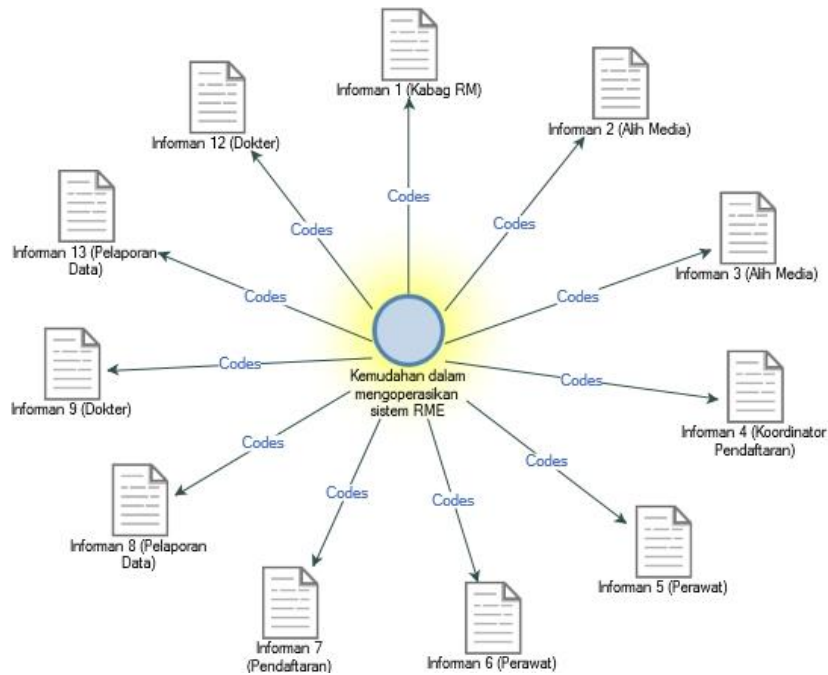 Informan 1 (Kabag RM)
Informan 2 (Alih Media)
Informan 12 (Dokter)
Codes
Codes
Codes
Informan 13 (Pelaporan
Data)
Informan 3 (Alih Media)
Codes
Codes
Informan 9 (Dokter)
Codes
Kemudahan dalam
mengoperasikan
sistem RME
Codes
Informan 4 (Koordinator
Pendaftaran)
Codes
Codes
Codes
Codes
Informan 8 (Pelaporan
Data)
Informan 5 (Perawat)
Informan 7
(Pendaftaran)
Informan 6 (Perawat)